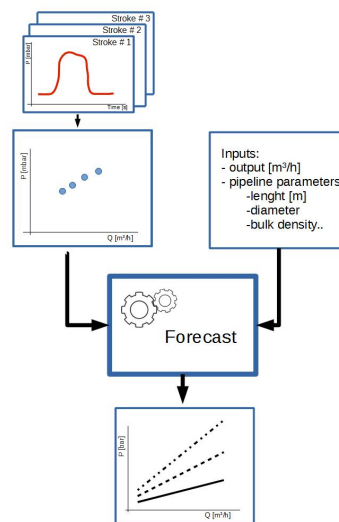 Stroke # 3
Stroke # 2
Stroke # 1
P [mbar]
Time [s]
P [mbar]
Q [m³/h]
Inputs:
- output [m³/h]
- pipeline parameters
-lenght [m]
-diameter
-bulk density..
Forecast
P [bar]
Q [m³/h]